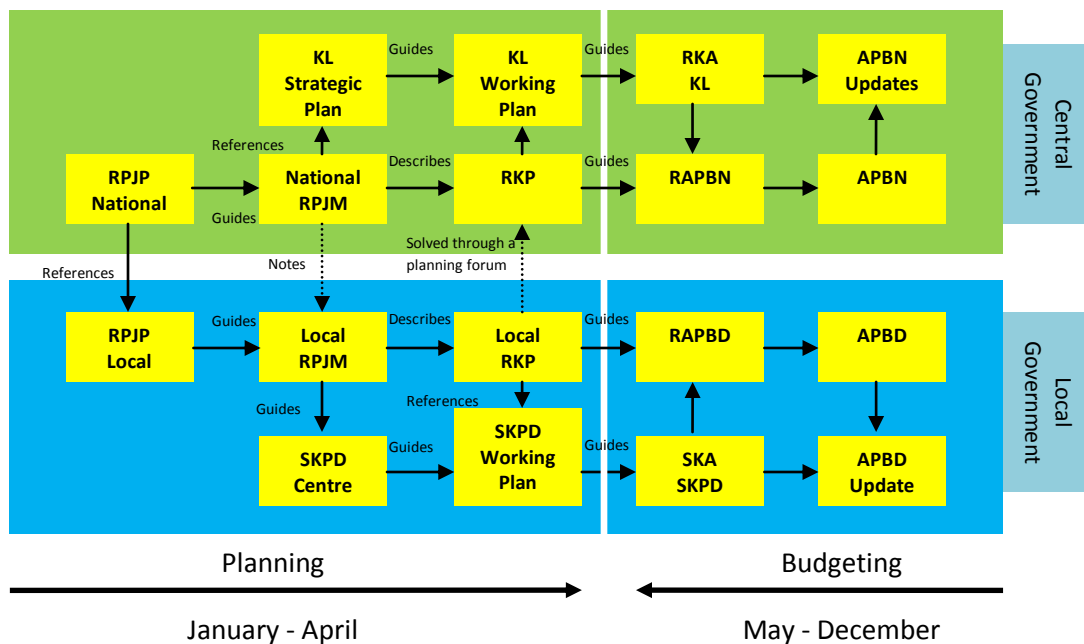 KL
Strategic
Plan
Guides
KL
Working
Plan
Guides
RKA
KL
APBN
Updates
Central
Government
References
Describes
Guides
RPJP
National
Guides
National
RPJM
RKP
RAPBN
APBN
References
Notes
Solved through a
planning forum
RPJP
Local
Guides
Local
RPJM
Describes
Local
RKP
Guides
RAPBD
APBD
Local
Government
Guides
References
SKPD
Centre
Guides
SKPD
Working
Plan
Guides
SKA
SKPD
APBD
Update
Planning
Budgeting
January - April
May - December